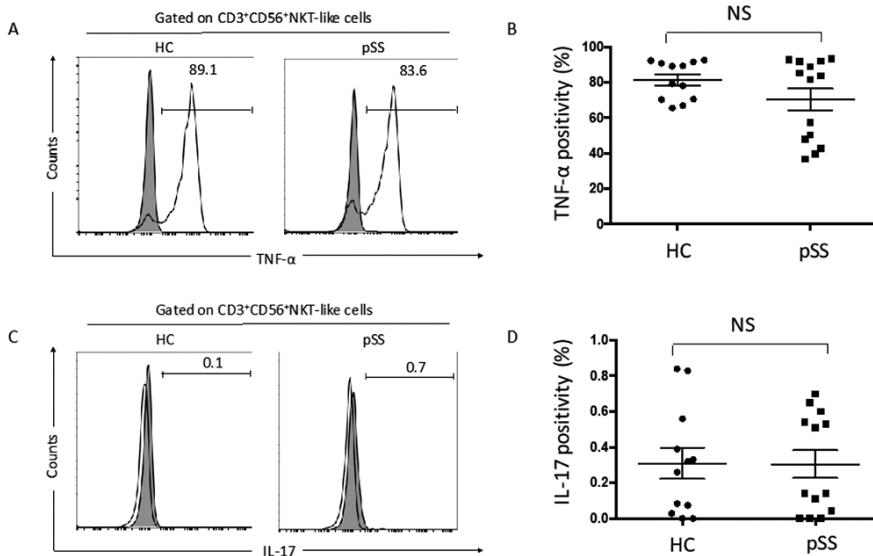 A
Gated on CD3⁺CD56⁺NKT-like cells
HC
pSS
89.1
83.6
Counts
TNF-α
B
NS
TNF-α positivity (%)
100
80
60
40
20
0
HC
pSS
C
Gated on CD3⁺CD56⁺NKT-like cells
HC
pSS
0.1
0.7
Counts
IL-17
D
NS
IL-17 positivity (%)
1.0
0.8
0.6
0.4
0.2
0.0
HC
pSS